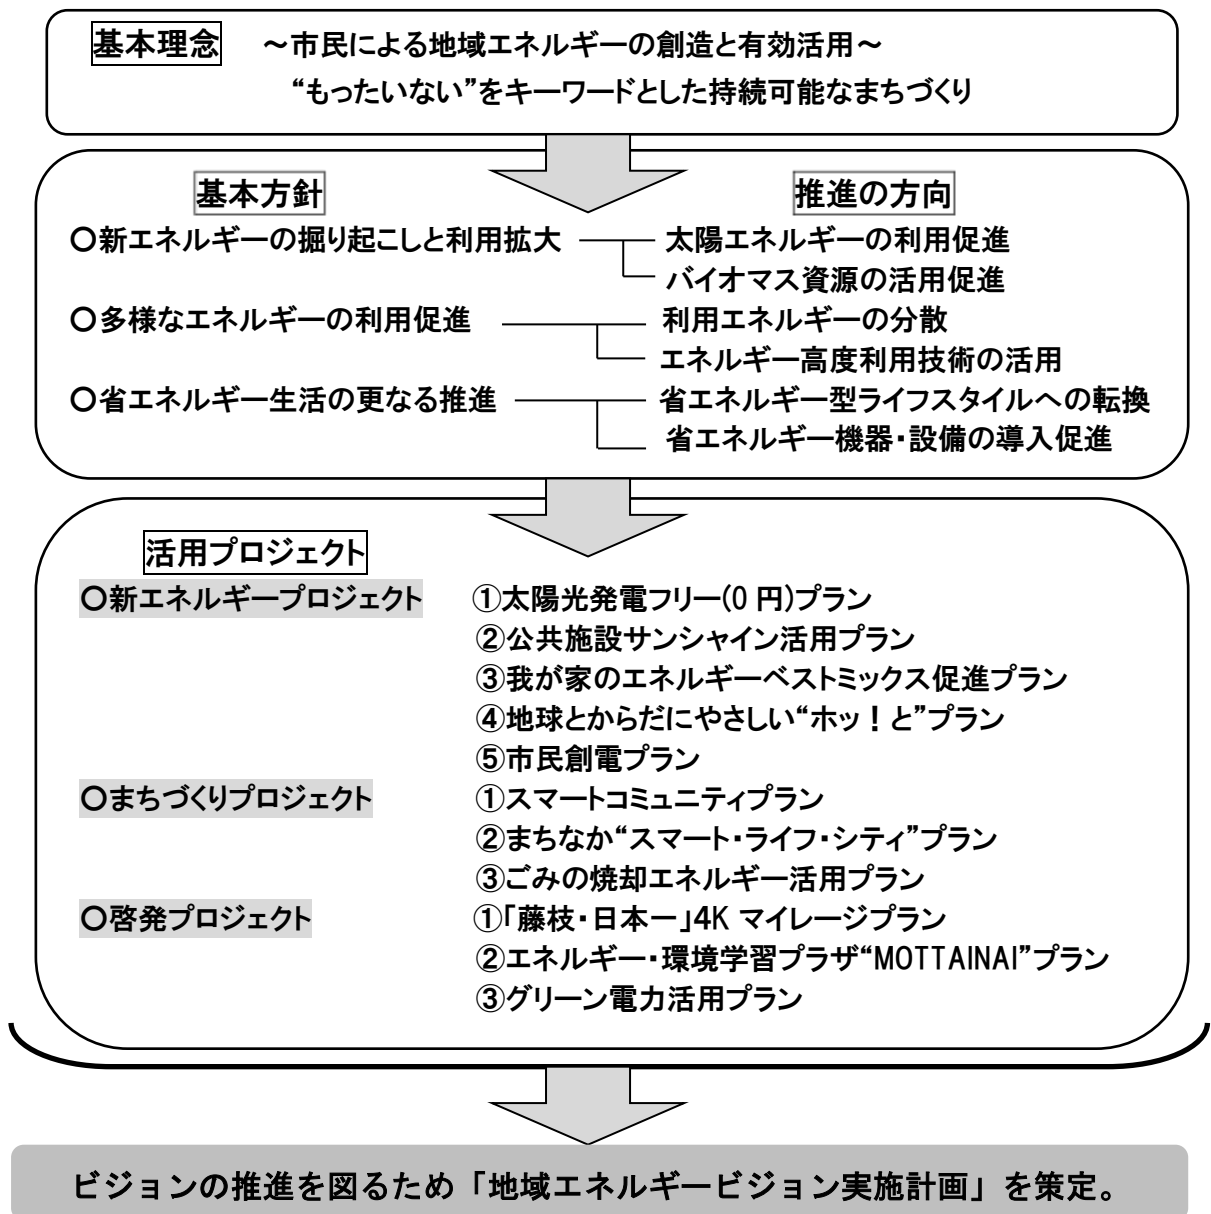 基本理念 ～市民による地域エネルギーの創造と有効活用～
“もったいない”をキーワードとした持続可能なまちづくり
基本方針 推進の方向
○新エネルギーの掘り起こしと利用拡大 太陽エネルギーの利用促進
バイオマス資源の活用促進
○多様なエネルギーの利用促進 利用エネルギーの分散
エネルギー高度利用技術の活用
○省エネルギー生活の更なる推進 省エネルギー型ライフスタイルへの転換
省エネルギー機器・設備の導入促進
活用プロジェクト
○新エネルギープロジェクト ①太陽光発電フリー(0 円)プラン
②公共施設サンシャイン活用プラン
③我が家のエネルギーベストミックス促進プラン
④地球とからだにやさしい“ホッ！と”プラン
⑤市民創電プラン
○まちづくりプロジェクト ①スマートコミュニティプラン
②まちなか“スマート・ライフ・シティ”プラン
③ごみの焼却エネルギー活用プラン
○啓発プロジェクト ①「藤枝・日本一」4K マイレージプラン
②エネルギー・環境学習プラザ“MOTTAINAI”プラン
③グリーン電力活用プラン
ビジョンの推進を図るため「地域エネルギービジョン実施計画」を策定。